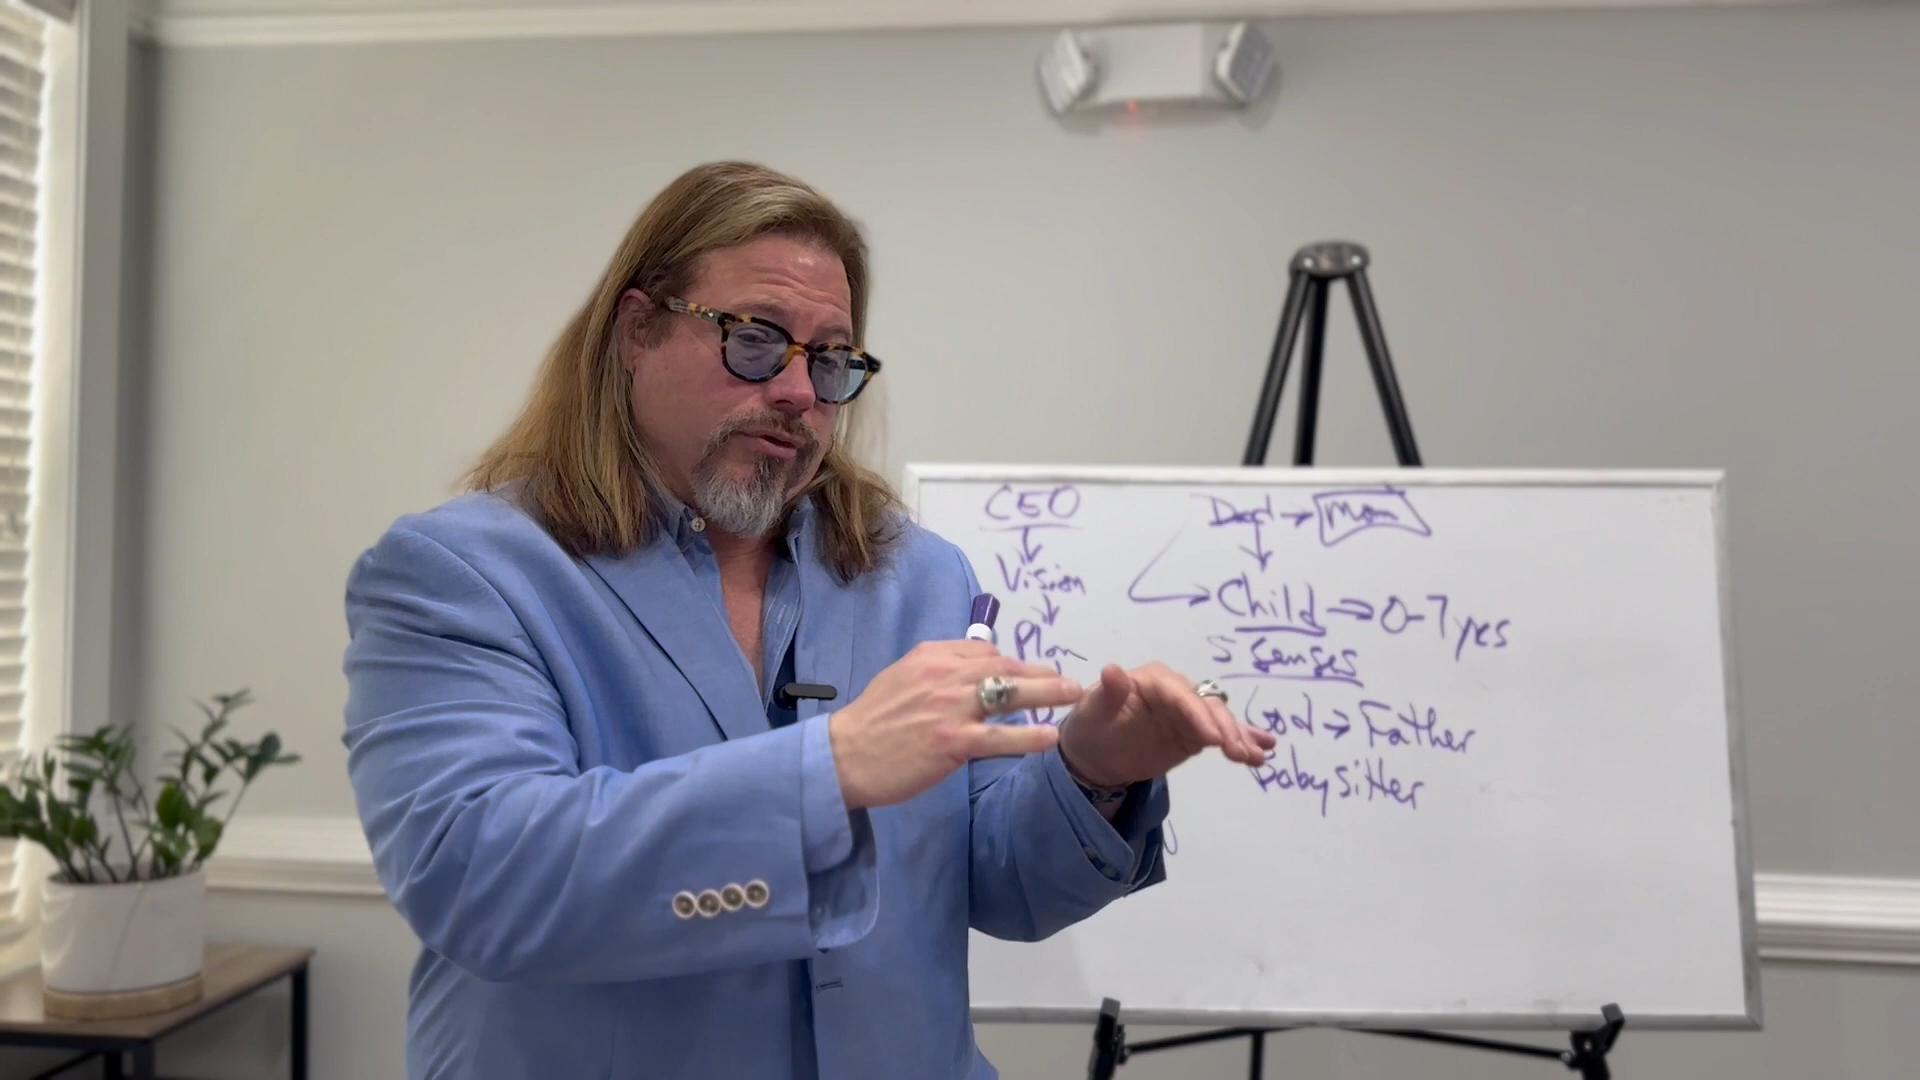 CEO
Vision
Plan
Dad → Mom
Child → 0-7 yrs
5 Senses
God → Father
Babysitter